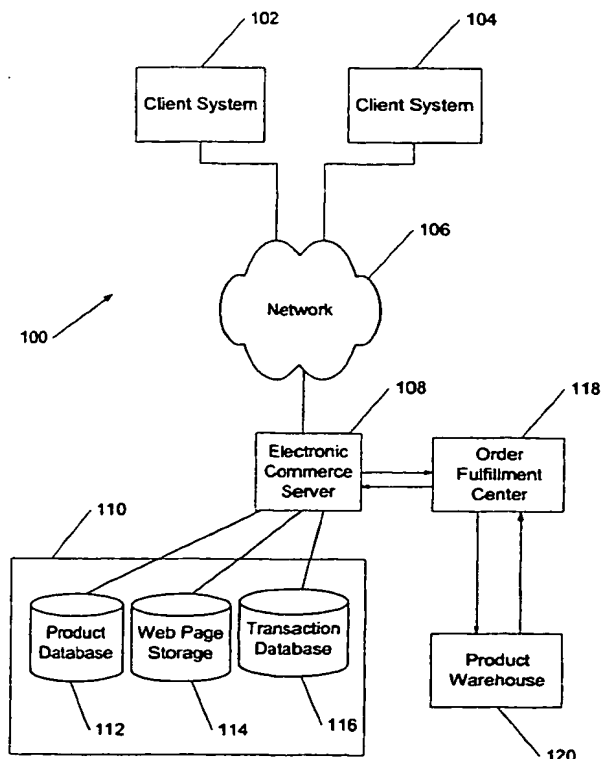 102
104
Client System
Client System
106
Network
100
108
118
Electronic
Commerce
Server
Order
Fulfillment
Center
110
Product
Database
Web Page
Storage
Transaction
Database
Product
Warehouse
112
114
116
120